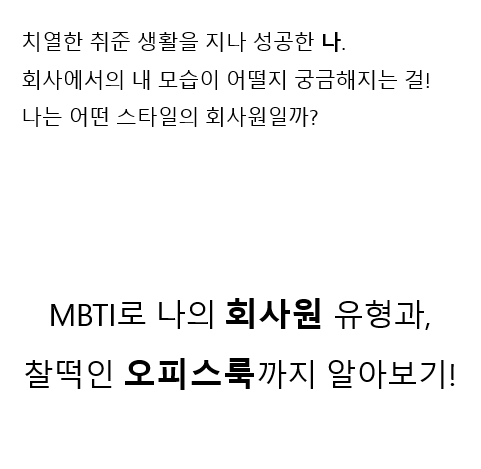 치열한 취준 생활을 지나 성공한 나.
회사에서의 내 모습이 어떨지 궁금해지는 걸!
나는 어떤 스타일의 회사원일까?
MBTI로 나의 회사원 유형과,
찰떡인 오피스룩까지 알아보기!